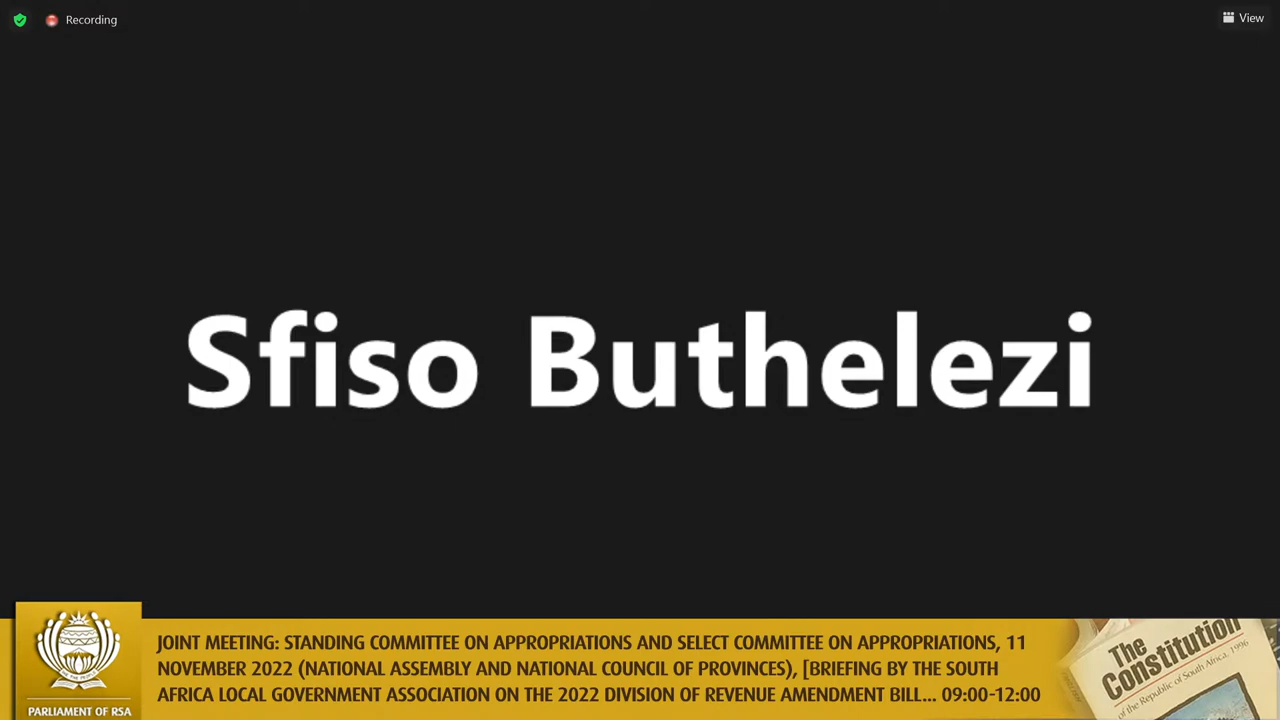 Recording
View
Sfiso Buthelezi
JOINT MEETING: STANDING COMMITTEE ON APPROPRIATIONS AND SELECT COMMITTEE ON APPROPRIATIONS, 11
NOVEMBER 2022 (NATIONAL ASSEMBLY AND NATIONAL COUNCIL OF PROVINCES), [BRIEFING BY THE SOUTH
AFRICA LOCAL GOVERNMENT ASSOCIATION ON THE 2022 DIVISION OF REVENUE AMENDMENT BILL... 09:00-12:00
PARLIAMENT OF RSA
The
Constitution
of the Republic of South Africa, 1996